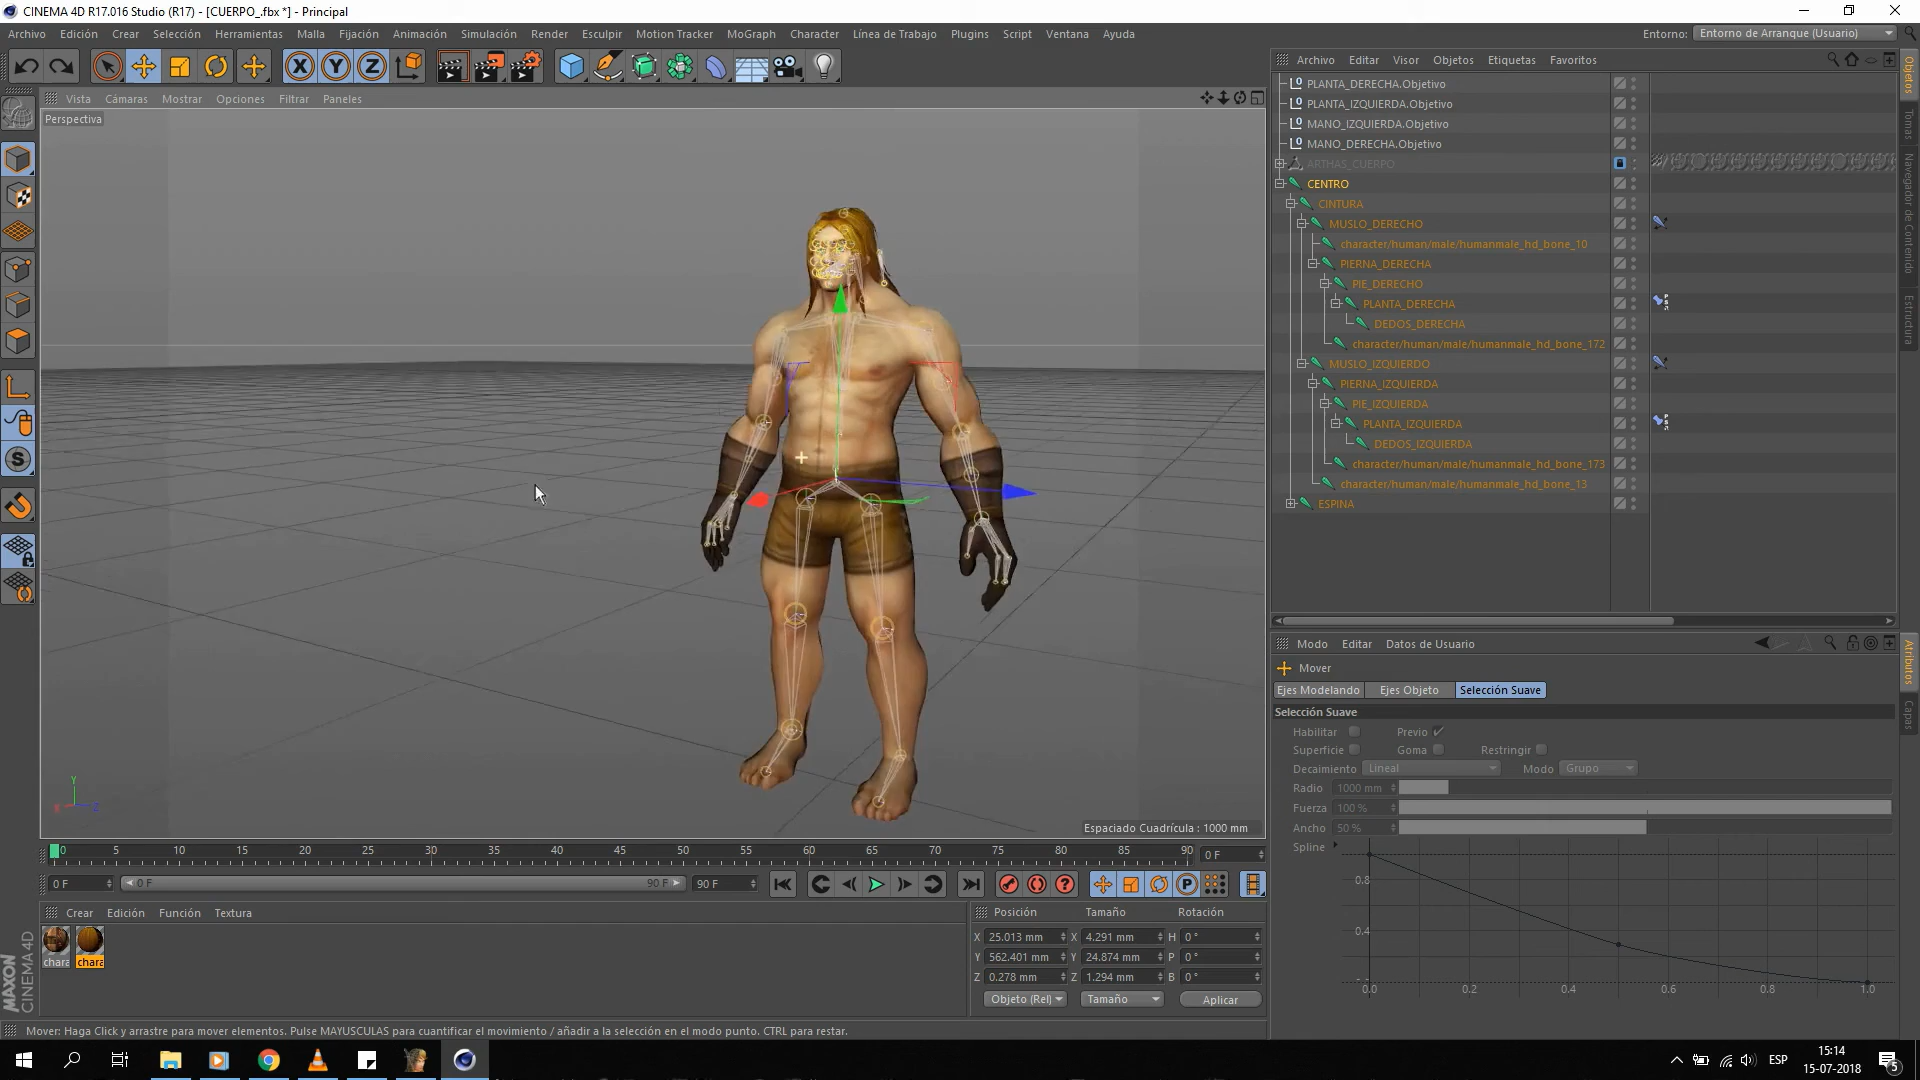 CINEMA 4D R17.016 Studio (R17) - [CUERPO_.fbx *] - Principal
Archivo Edición Crear Selección Herramientas Malla Fijación Animación Simulación Render Esculpir Motion Tracker MoGraph Character Línea de Trabajo Plugins Script Ventana Ayuda
Entorno: Entorno de Arranque (Usuario)
Vista Cámaras Mostrar Opciones Filtrar Paneles
Perspectiva
Espaciado Cuadrícula : 1000 mm
Archivo Editar Visor Objetos Etiquetas Favoritos
PLANTA_DERECHA.Objetivo
PLANTA_IZQUIERDA.Objetivo
MANO_IZQUIERDA.Objetivo
MANO_DERECHA.Objetivo
ARTHAS_CUERPO
CENTRO
CINTURA
MUSLO_DERECHO
character/human/male/humanmale_hd_bone_10
PIERNA_DERECHA
PIE_DERECHO
PLANTA_DERECHA
DEDOS_DERECHA
character/human/male/humanmale_hd_bone_172
MUSLO_IZQUIERDO
PIERNA_IZQUIERDA
PIE_IZQUIERDA
PLANTA_IZQUIERDA
DEDOS_IZQUIERDA
character/human/male/humanmale_hd_bone_173
character/human/male/humanmale_hd_bone_13
ESPINA
Objetos
Tomas
Navegador de Contenido
Estructura
Modo Editar Datos de Usuario
Mover
Ejes Modelando Ejes Objeto Selección Suave
Selección Suave
Habilitar Previo
Superficie Goma Restringir
Decaimiento Lineal Modo Grupo
Radio 1000 mm
Fuerza 100 %
Ancho 50 %
Spline
0.8
0.4
0.0 0.2 0.4 0.6 0.8 1.0
Atributos
Capas
0 5 10 15 20 25 30 35 40 45 50 55 60 65 70 75 80 85 90
0 F
0 F 0 F 90 F 90 F
Crear Edición Función Textura
chara chara
Posición Tamaño Rotación
X 25.013 mm X 4.291 mm H 0 °
Y 562.401 mm Y 24.874 mm P 0 °
Z 0.278 mm Z 1.294 mm B 0 °
Objeto (Rel) Tamaño Aplicar
MAXON
CINEMA 4D
Mover: Haga Click y arrastre para mover elementos. Pulse MAYUSCULAS para cuantificar el movimiento / añadir a la selección en el modo punto. CTRL para restar.
ESP
15:14
15-07-2018
5
X Y Z
S
P
Y
X Z